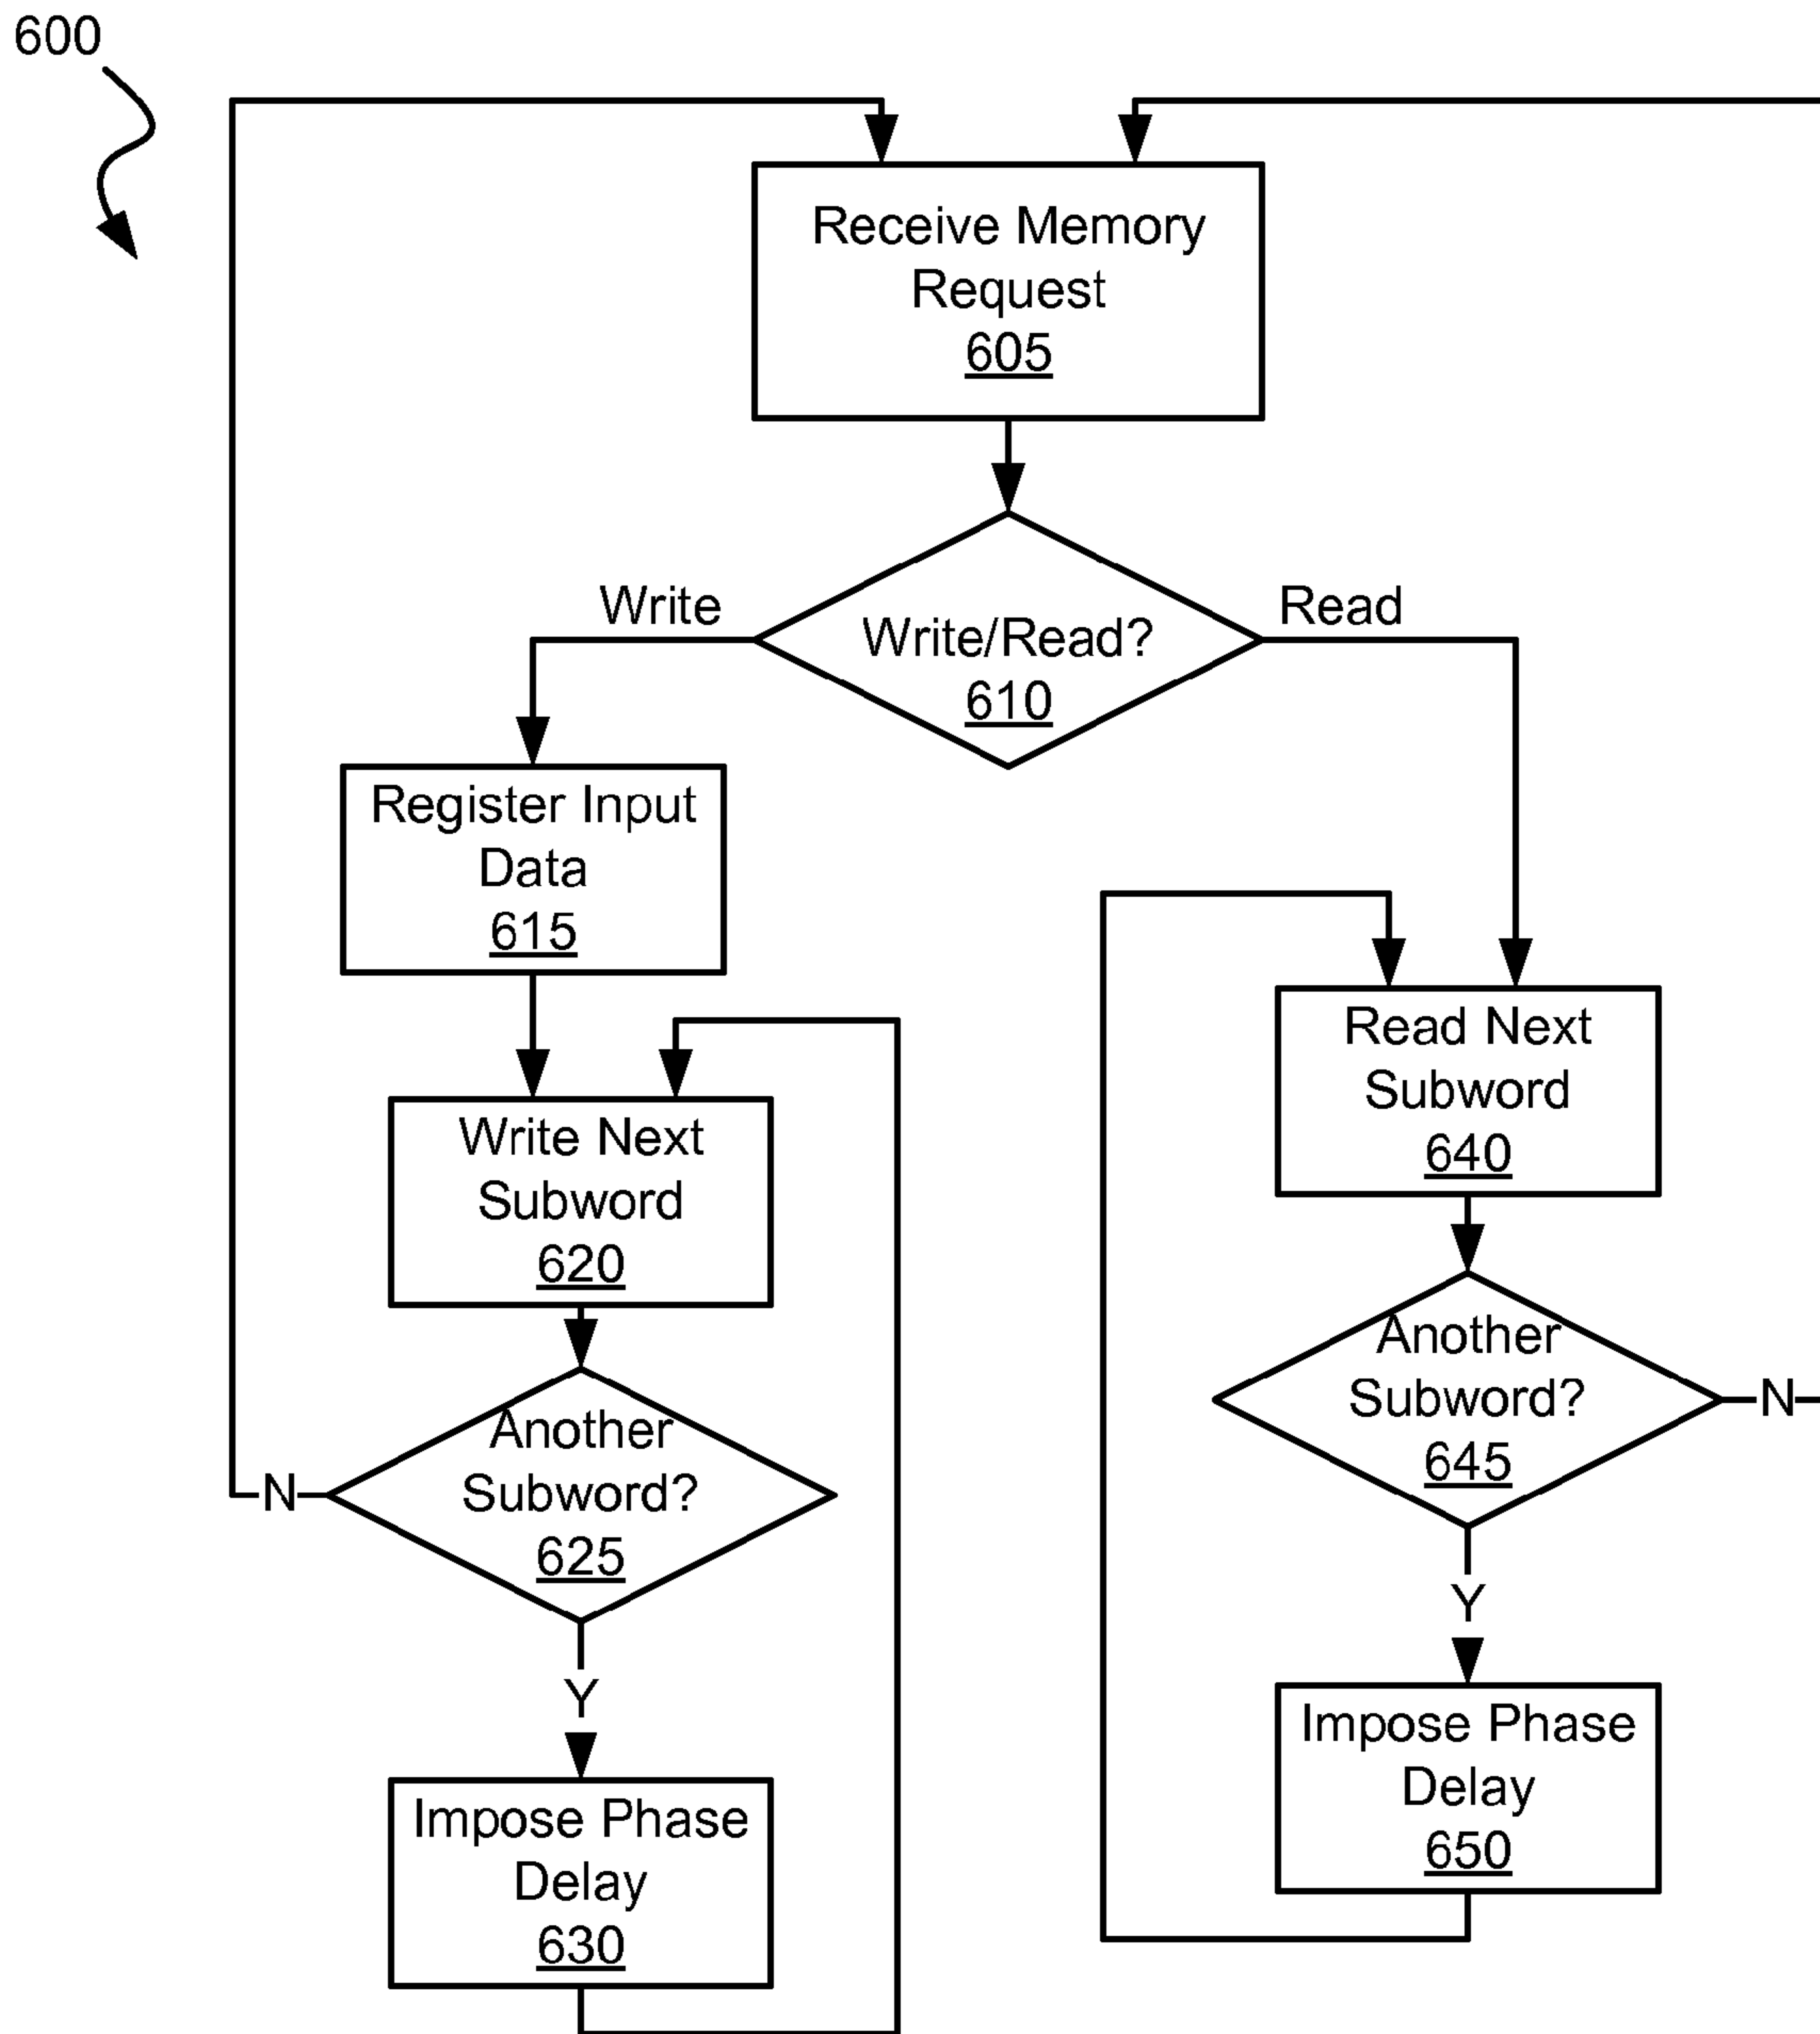 600
Receive Memory
Request
605
Write/Read?
610
Write
Read
Register Input
Data
615
Write Next
Subword
620
Another
Subword?
625
N
Y
Impose Phase
Delay
630
Read Next
Subword
640
Another
Subword?
645
N
Y
Impose Phase
Delay
650